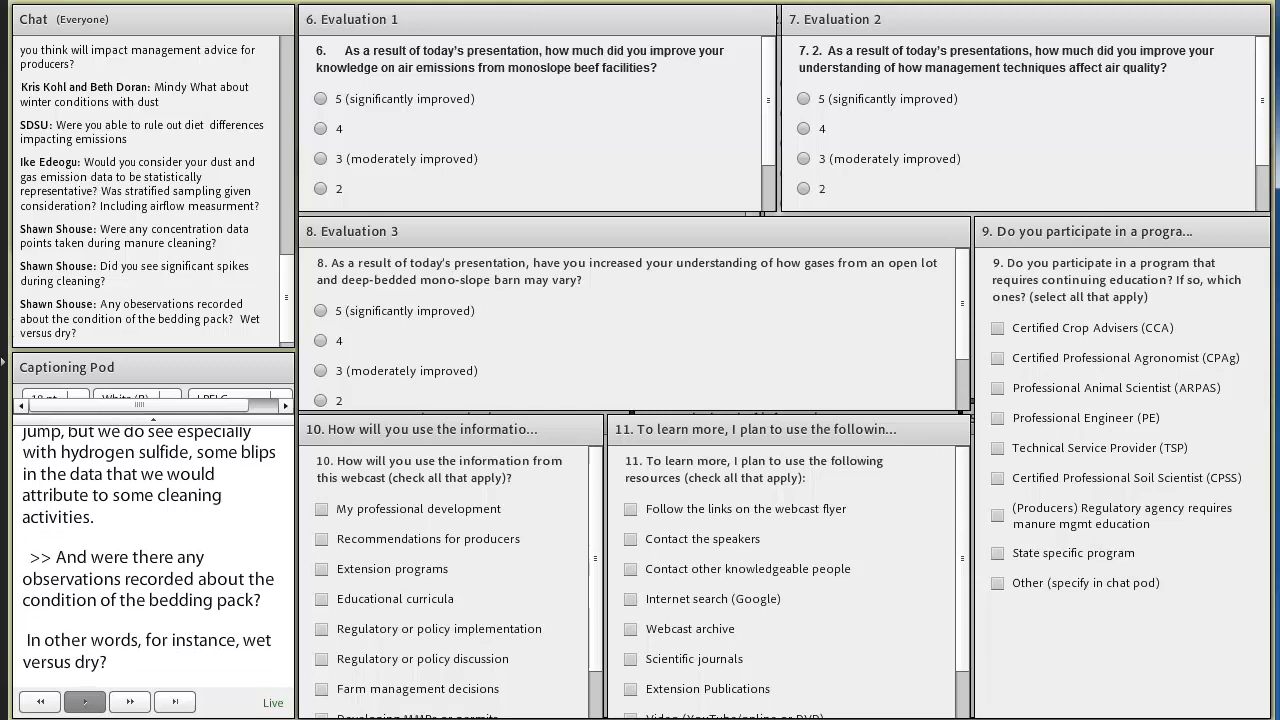 Chat (Everyone)
you think will impact management advice for
producers?
Kris Kohl and Beth Doran: Mindy What about
winter conditions with dust
SDSU: Were you able to rule out diet differences
impacting emissions
Ike Edeogu: Would you consider your dust and
gas emission data to be statistically
representative? Was stratified sampling given
consideration? Including airflow measurment?
Shawn Shouse: Were any concentration data
points taken during manure cleaning?
Shawn Shouse: Did you see significant spikes
during cleaning?
Shawn Shouse: Any obeservations recorded
about the condition of the bedding pack? Wet
versus dry?
Captioning Pod
jump, but we do see especially
with hydrogen sulfide, some blips
in the data that we would
attribute to some cleaning
activities.
>> And were there any
observations recorded about the
condition of the bedding pack?
In other words, for instance, wet
versus dry?
Live
6. Evaluation 1
6. As a result of today's presentation, how much did you improve your
knowledge on air emissions from monoslope beef facilities?
5 (significantly improved)
4
3 (moderately improved)
2
7. Evaluation 2
7. 2. As a result of today's presentations, how much did you improve your
understanding of how management techniques affect air quality?
5 (significantly improved)
4
3 (moderately improved)
2
8. Evaluation 3
8. As a result of today's presentation, have you increased your understanding of how gases from an open lot
and deep-bedded mono-slope barn may vary?
5 (significantly improved)
4
3 (moderately improved)
2
9. Do you participate in a progra...
9. Do you participate in a program that
requires continuing education? If so, which
ones? (select all that apply)
Certified Crop Advisers (CCA)
Certified Professional Agronomist (CPAg)
Professional Animal Scientist (ARPAS)
Professional Engineer (PE)
Technical Service Provider (TSP)
Certified Professional Soil Scientist (CPSS)
(Producers) Regulatory agency requires
manure mgmt education
State specific program
Other (specify in chat pod)
10. How will you use the informatio...
10. How will you use the information from
this webcast (check all that apply)?
My professional development
Recommendations for producers
Extension programs
Educational curricula
Regulatory or policy implementation
Regulatory or policy discussion
Farm management decisions
11. To learn more, I plan to use the followin...
11. To learn more, I plan to use the following
resources (check all that apply):
Follow the links on the webcast flyer
Contact the speakers
Contact other knowledgeable people
Internet search (Google)
Webcast archive
Scientific journals
Extension Publications